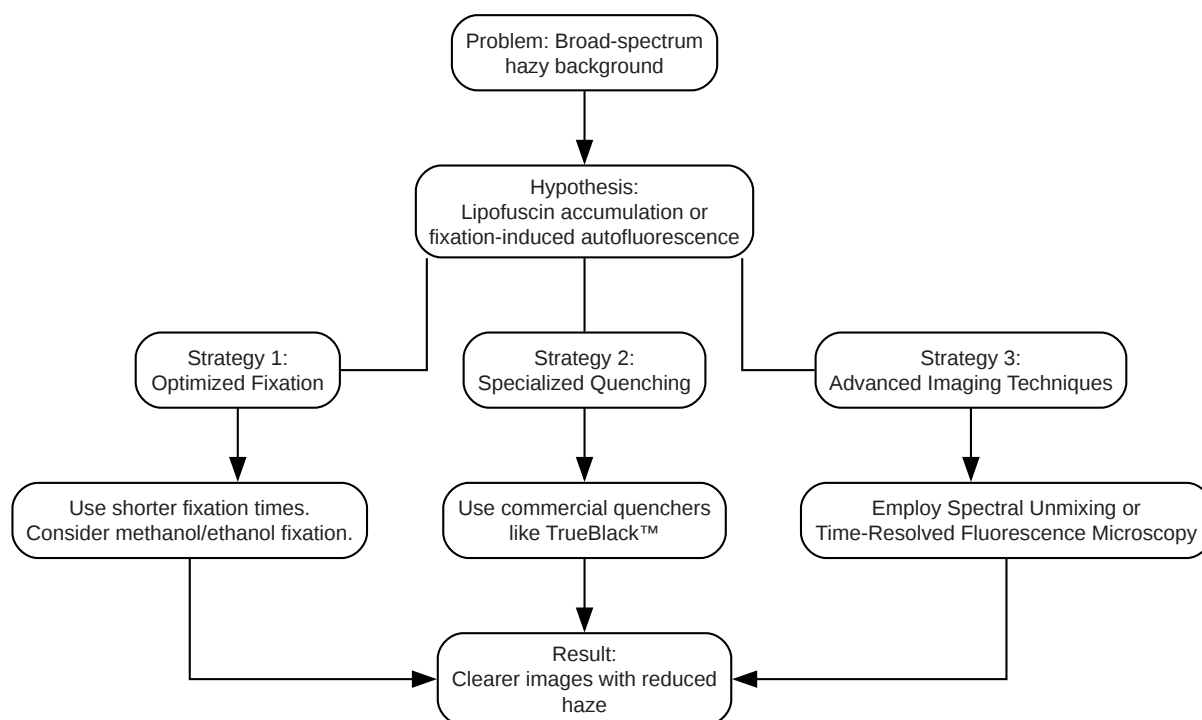 Problem: Broad-spectrum
hazy background
Hypothesis:
Lipofuscin accumulation or
fixation-induced autofluorescence
Strategy 1:
Optimized Fixation
Strategy 2:
Specialized Quenching
Strategy 3:
Advanced Imaging Techniques
Use shorter fixation times.
Consider methanol/ethanol fixation.
Use commercial quenchers
like TrueBlack™
Employ Spectral Unmixing or
Time-Resolved Fluorescence Microscopy
Result:
Clearer images with reduced
haze